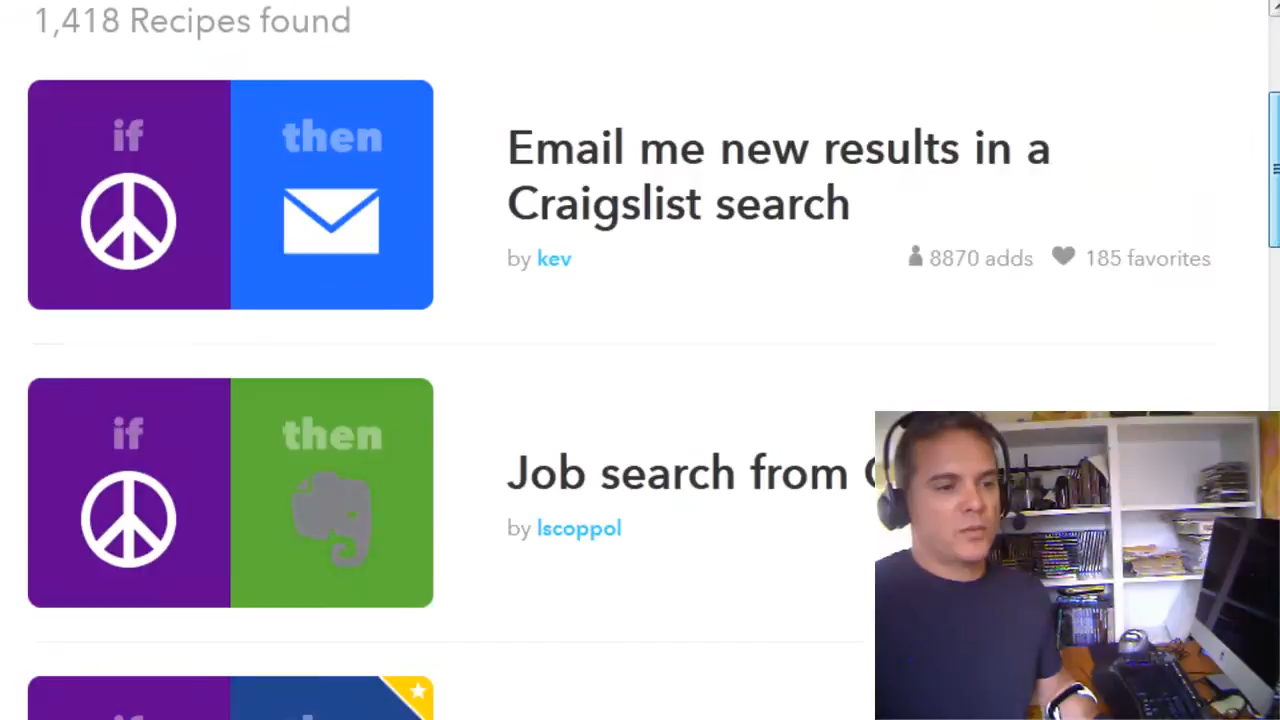 1,418 Recipes found
if then
Email me new results in a
Craigslist search
by kev 8870 adds 185 favorites
if then
Job search from
by lscoppol